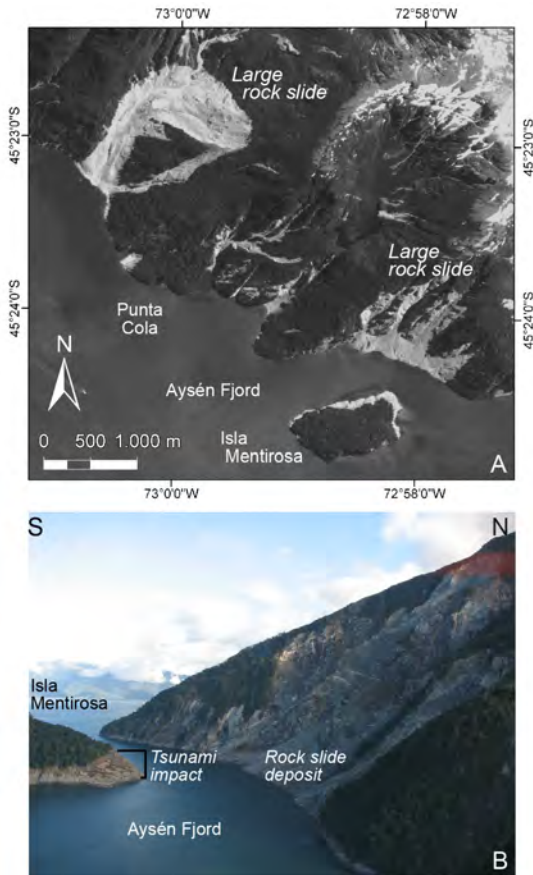 73°0'0"W
72°58'0"W
Large
rock slide
45°23'0"S
45°23'0"S
Large
rock slide
45°24'0"S
45°24'0"S
Punta
Cola
N
Aysén Fjord
0 500 1.000 m
Isla
Mentirosa
A
73°0'0"W
72°58'0"W
S
N
Isla
Mentirosa
Tsunami
impact
Rock slide
deposit
Aysén Fjord
B